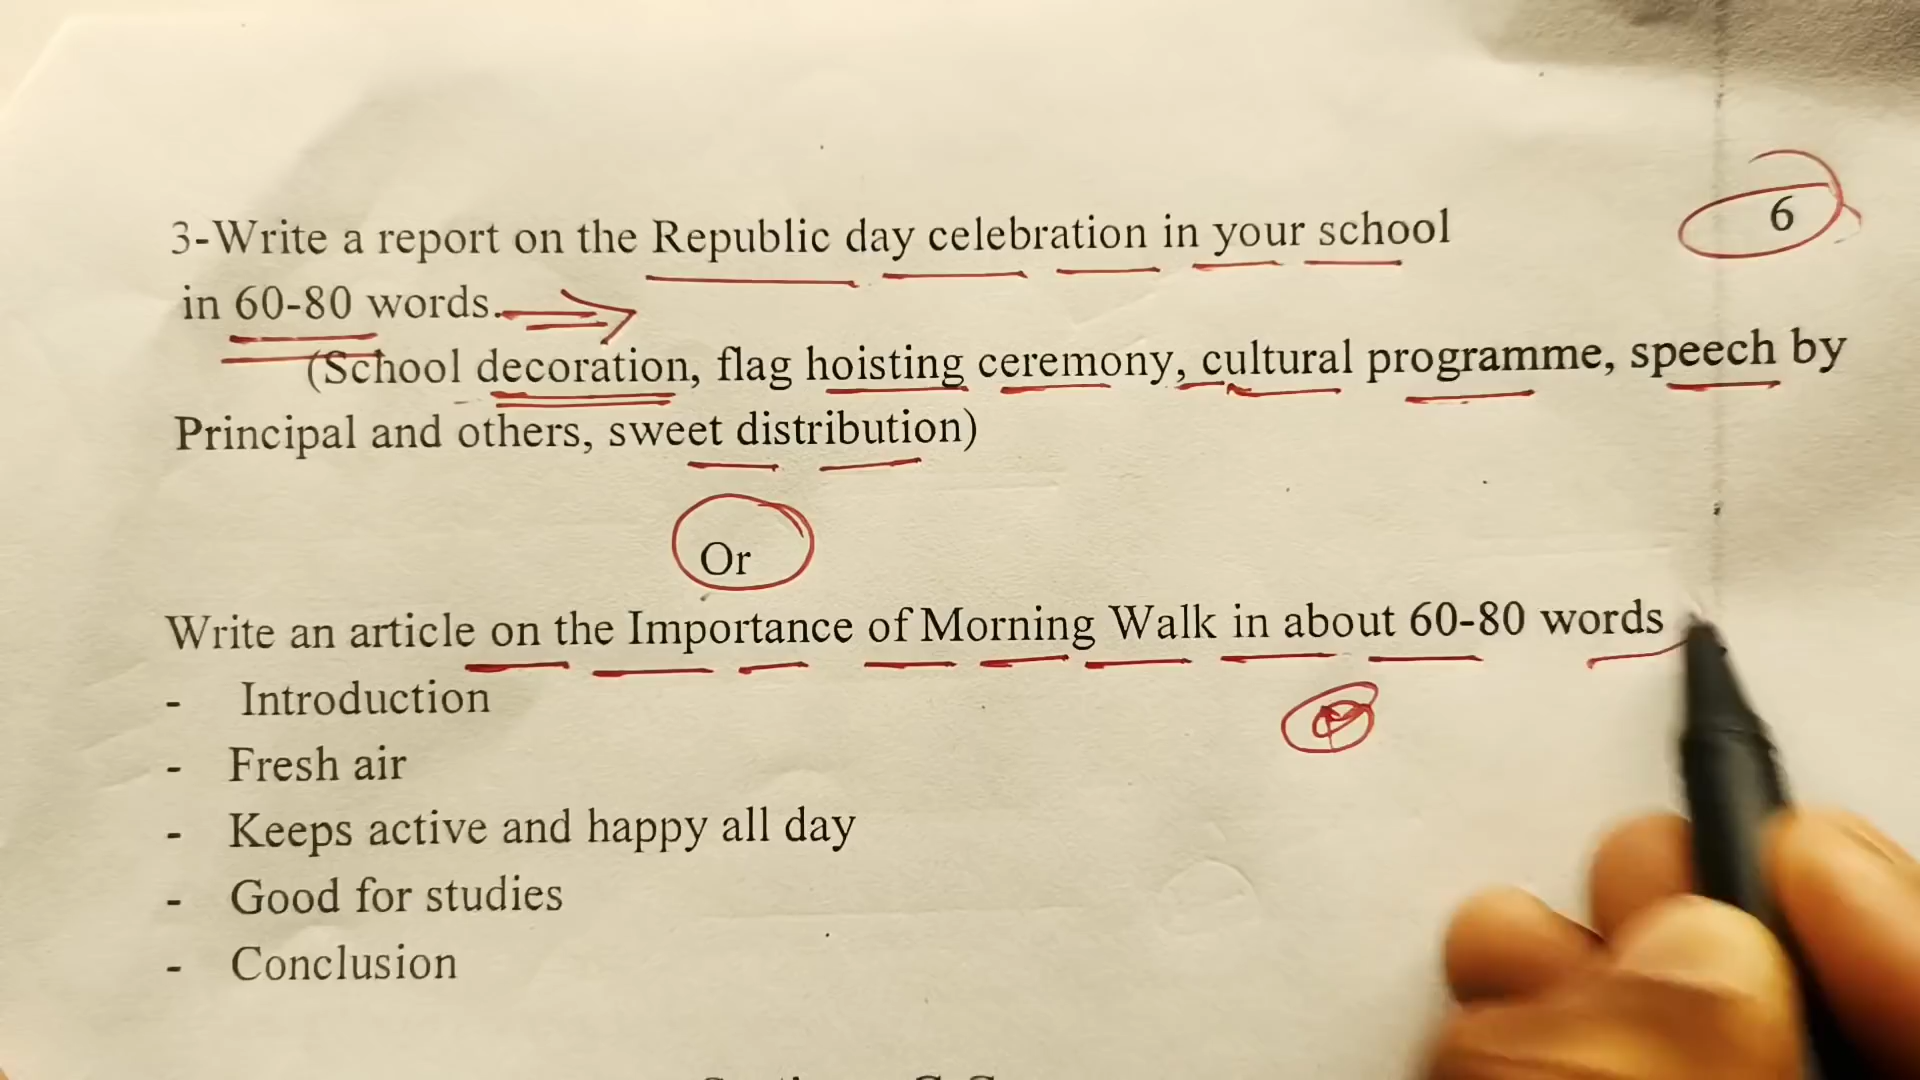 3-Write a report on the Republic day celebration in your school
6
in 60-80 words.
(School decoration, flag hoisting ceremony, cultural programme, speech by
Principal and others, sweet distribution)
Or
Write an article on the Importance of Morning Walk in about 60-80 words
- Introduction
- Fresh air
- Keeps active and happy all day
- Good for studies
- Conclusion